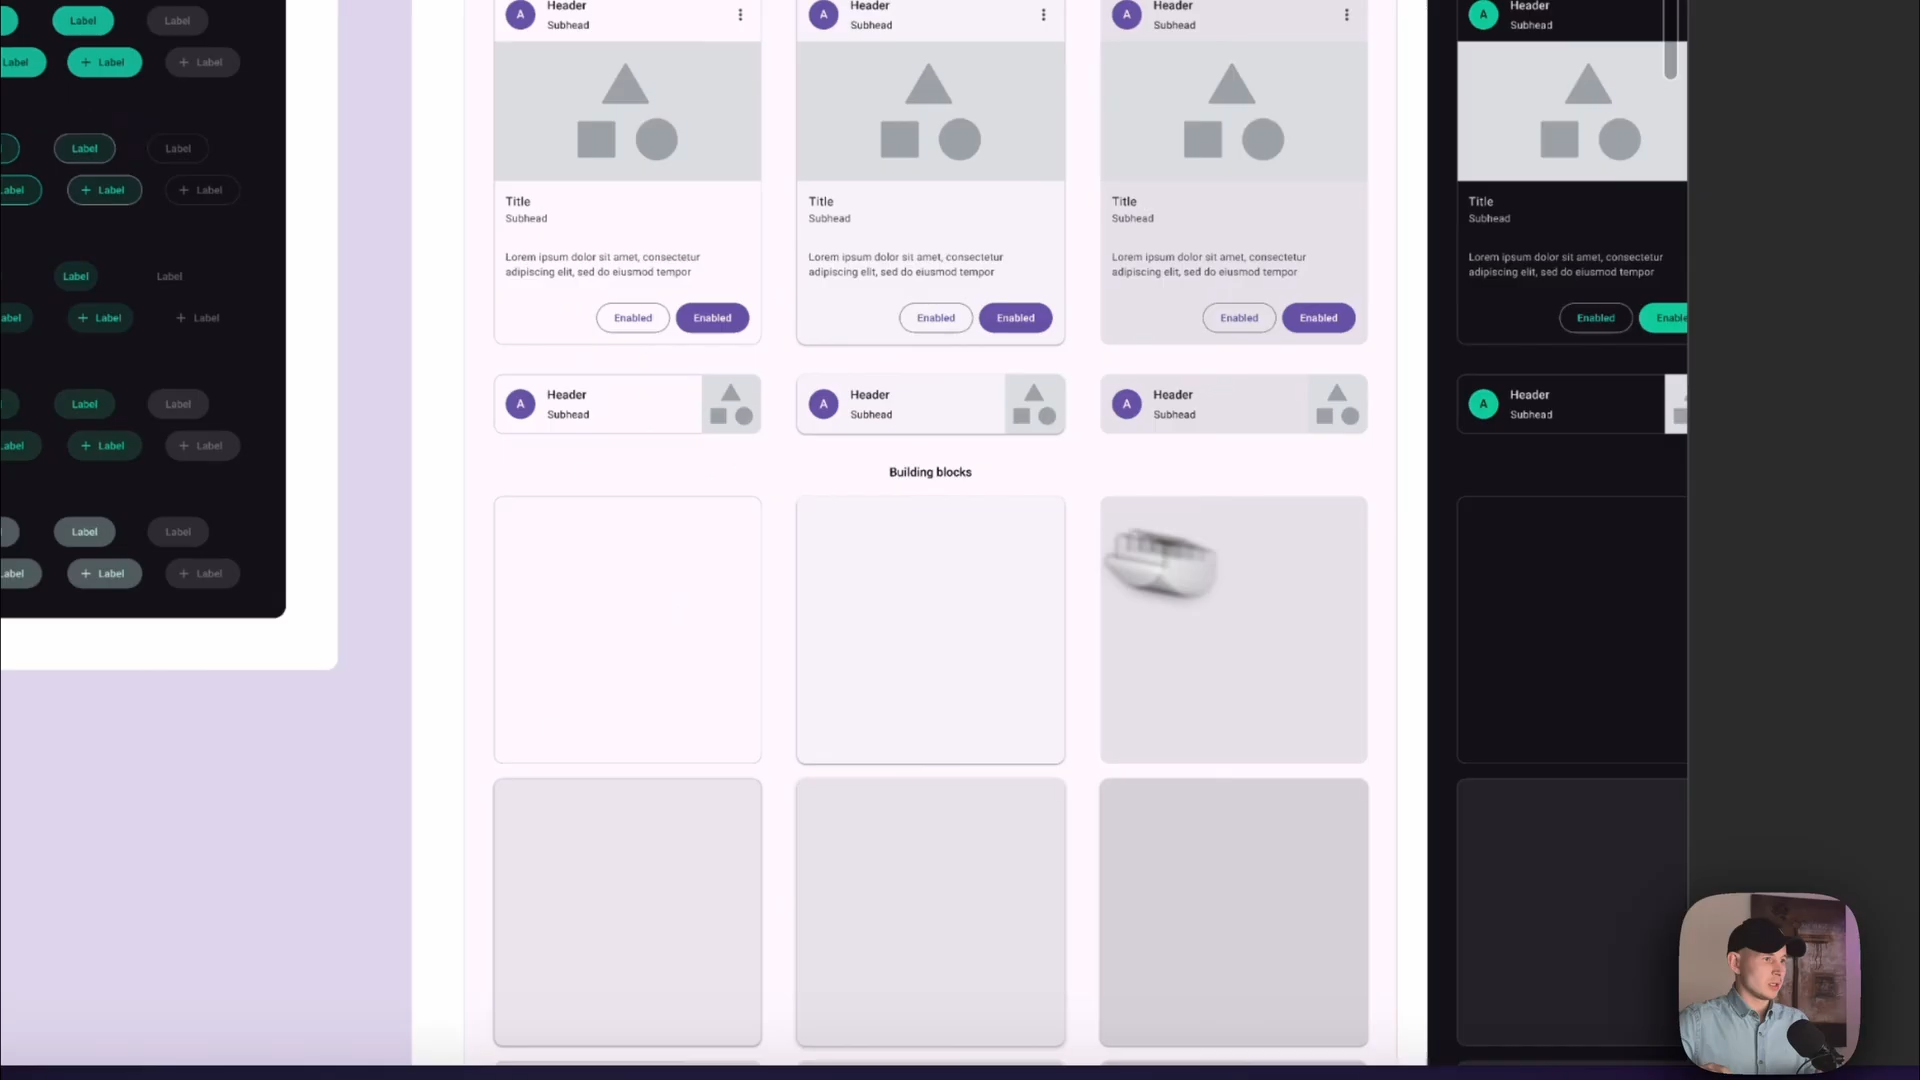 Label
Label
Label
+ Label
+ Label
Label
Label
Label
+ Label
+ Label
Label
Label
Label
+ Label
+ Label
Label
Label
Label
+ Label
+ Label
Label
Label
Label
+ Label
+ Label
A
Header
Subhead
Title
Subhead
Lorem ipsum dolor sit amet, consectetur
adipiscing elit, sed do eiusmod tempor
Enabled
Enabled
A
Header
Subhead
Title
Subhead
Lorem ipsum dolor sit amet, consectetur
adipiscing elit, sed do eiusmod tempor
Enabled
Enabled
A
Header
Subhead
Title
Subhead
Lorem ipsum dolor sit amet, consectetur
adipiscing elit, sed do eiusmod tempor
Enabled
Enabled
A
Header
Subhead
Title
Subhead
Lorem ipsum dolor sit amet, consectetur
adipiscing elit, sed do eiusmod tempor
Enabled
Enable
A
Header
Subhead
A
Header
Subhead
A
Header
Subhead
A
Header
Subhead
Building blocks